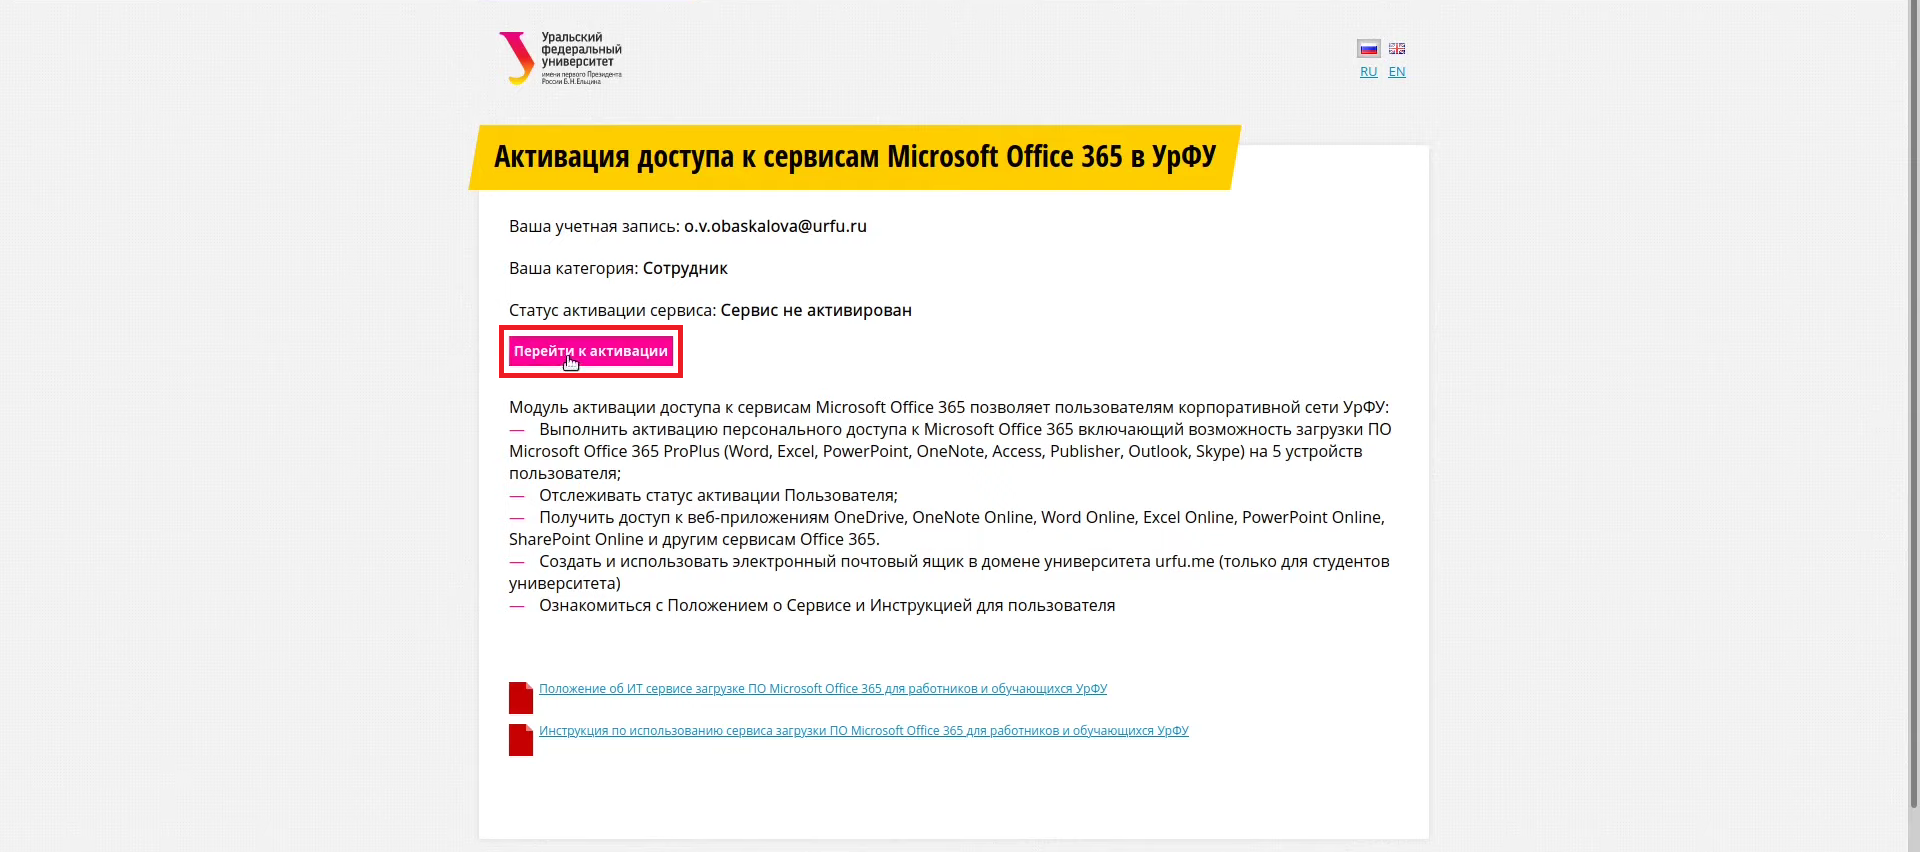 Уральский
федеральный
университет
имени первого Президента
России Б.Н.Ельцина
RU EN
Активация доступа к сервисам Microsoft Office 365 в УрФУ
Ваша учетная запись: o.v.obaskalova@urfu.ru
Ваша категория: Сотрудник
Статус активации сервиса: Сервис не активирован
Перейти к активации
Модуль активации доступа к сервисам Microsoft Office 365 позволяет пользователям корпоративной сети УрФУ:
— Выполнить активацию персонального доступа к Microsoft Office 365 включающий возможность загрузки ПО
Microsoft Office 365 ProPlus (Word, Excel, PowerPoint, OneNote, Access, Publisher, Outlook, Skype) на 5 устройств
пользователя;
— Отслеживать статус активации Пользователя;
— Получить доступ к веб-приложениям OneDrive, OneNote Online, Word Online, Excel Online, PowerPoint Online,
SharePoint Online и другим сервисам Office 365.
— Создать и использовать электронный почтовый ящик в домене университета urfu.me (только для студентов
университета)
— Ознакомиться с Положением о Сервисе и Инструкцией для пользователя
Положение об ИТ сервисе загрузке ПО Microsoft Office 365 для работников и обучающихся УрФУ
Инструкция по использованию сервиса загрузки ПО Microsoft Office 365 для работников и обучающихся УрФУ